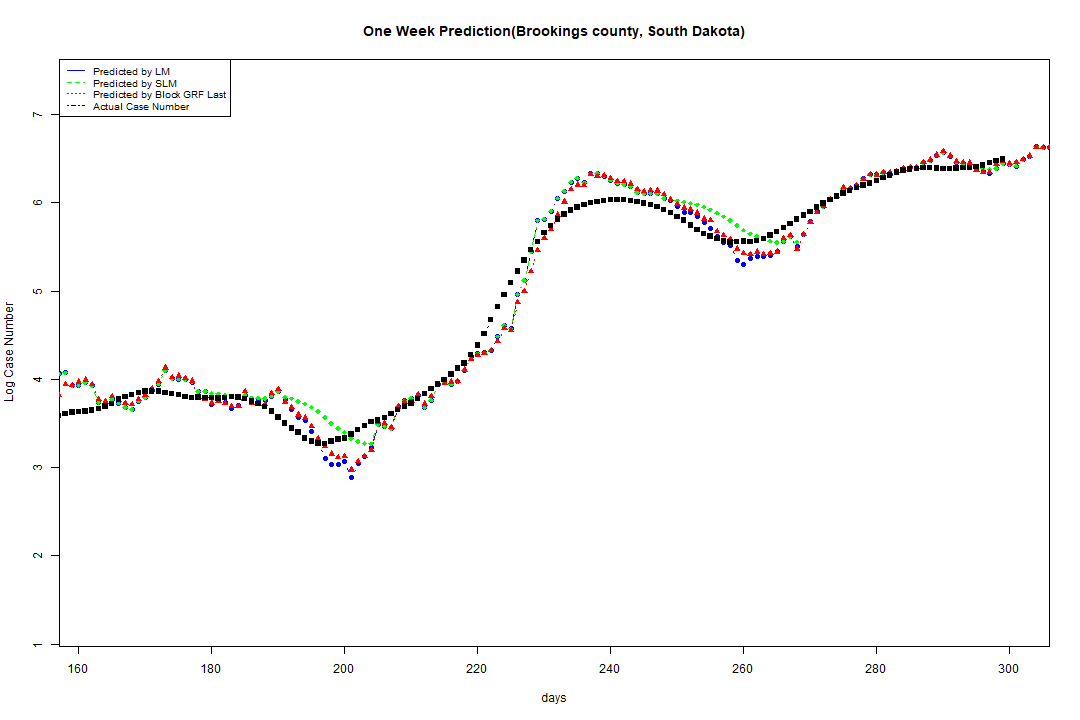 One Week Prediction(Brookings county, South Dakota)
Predicted by LM
Predicted by SLM
Predicted by Block GRF Last
Actual Case Number
7
6
5
4
3
2
1
Log Case Number
160 180 200 220 240 260 280 300
days